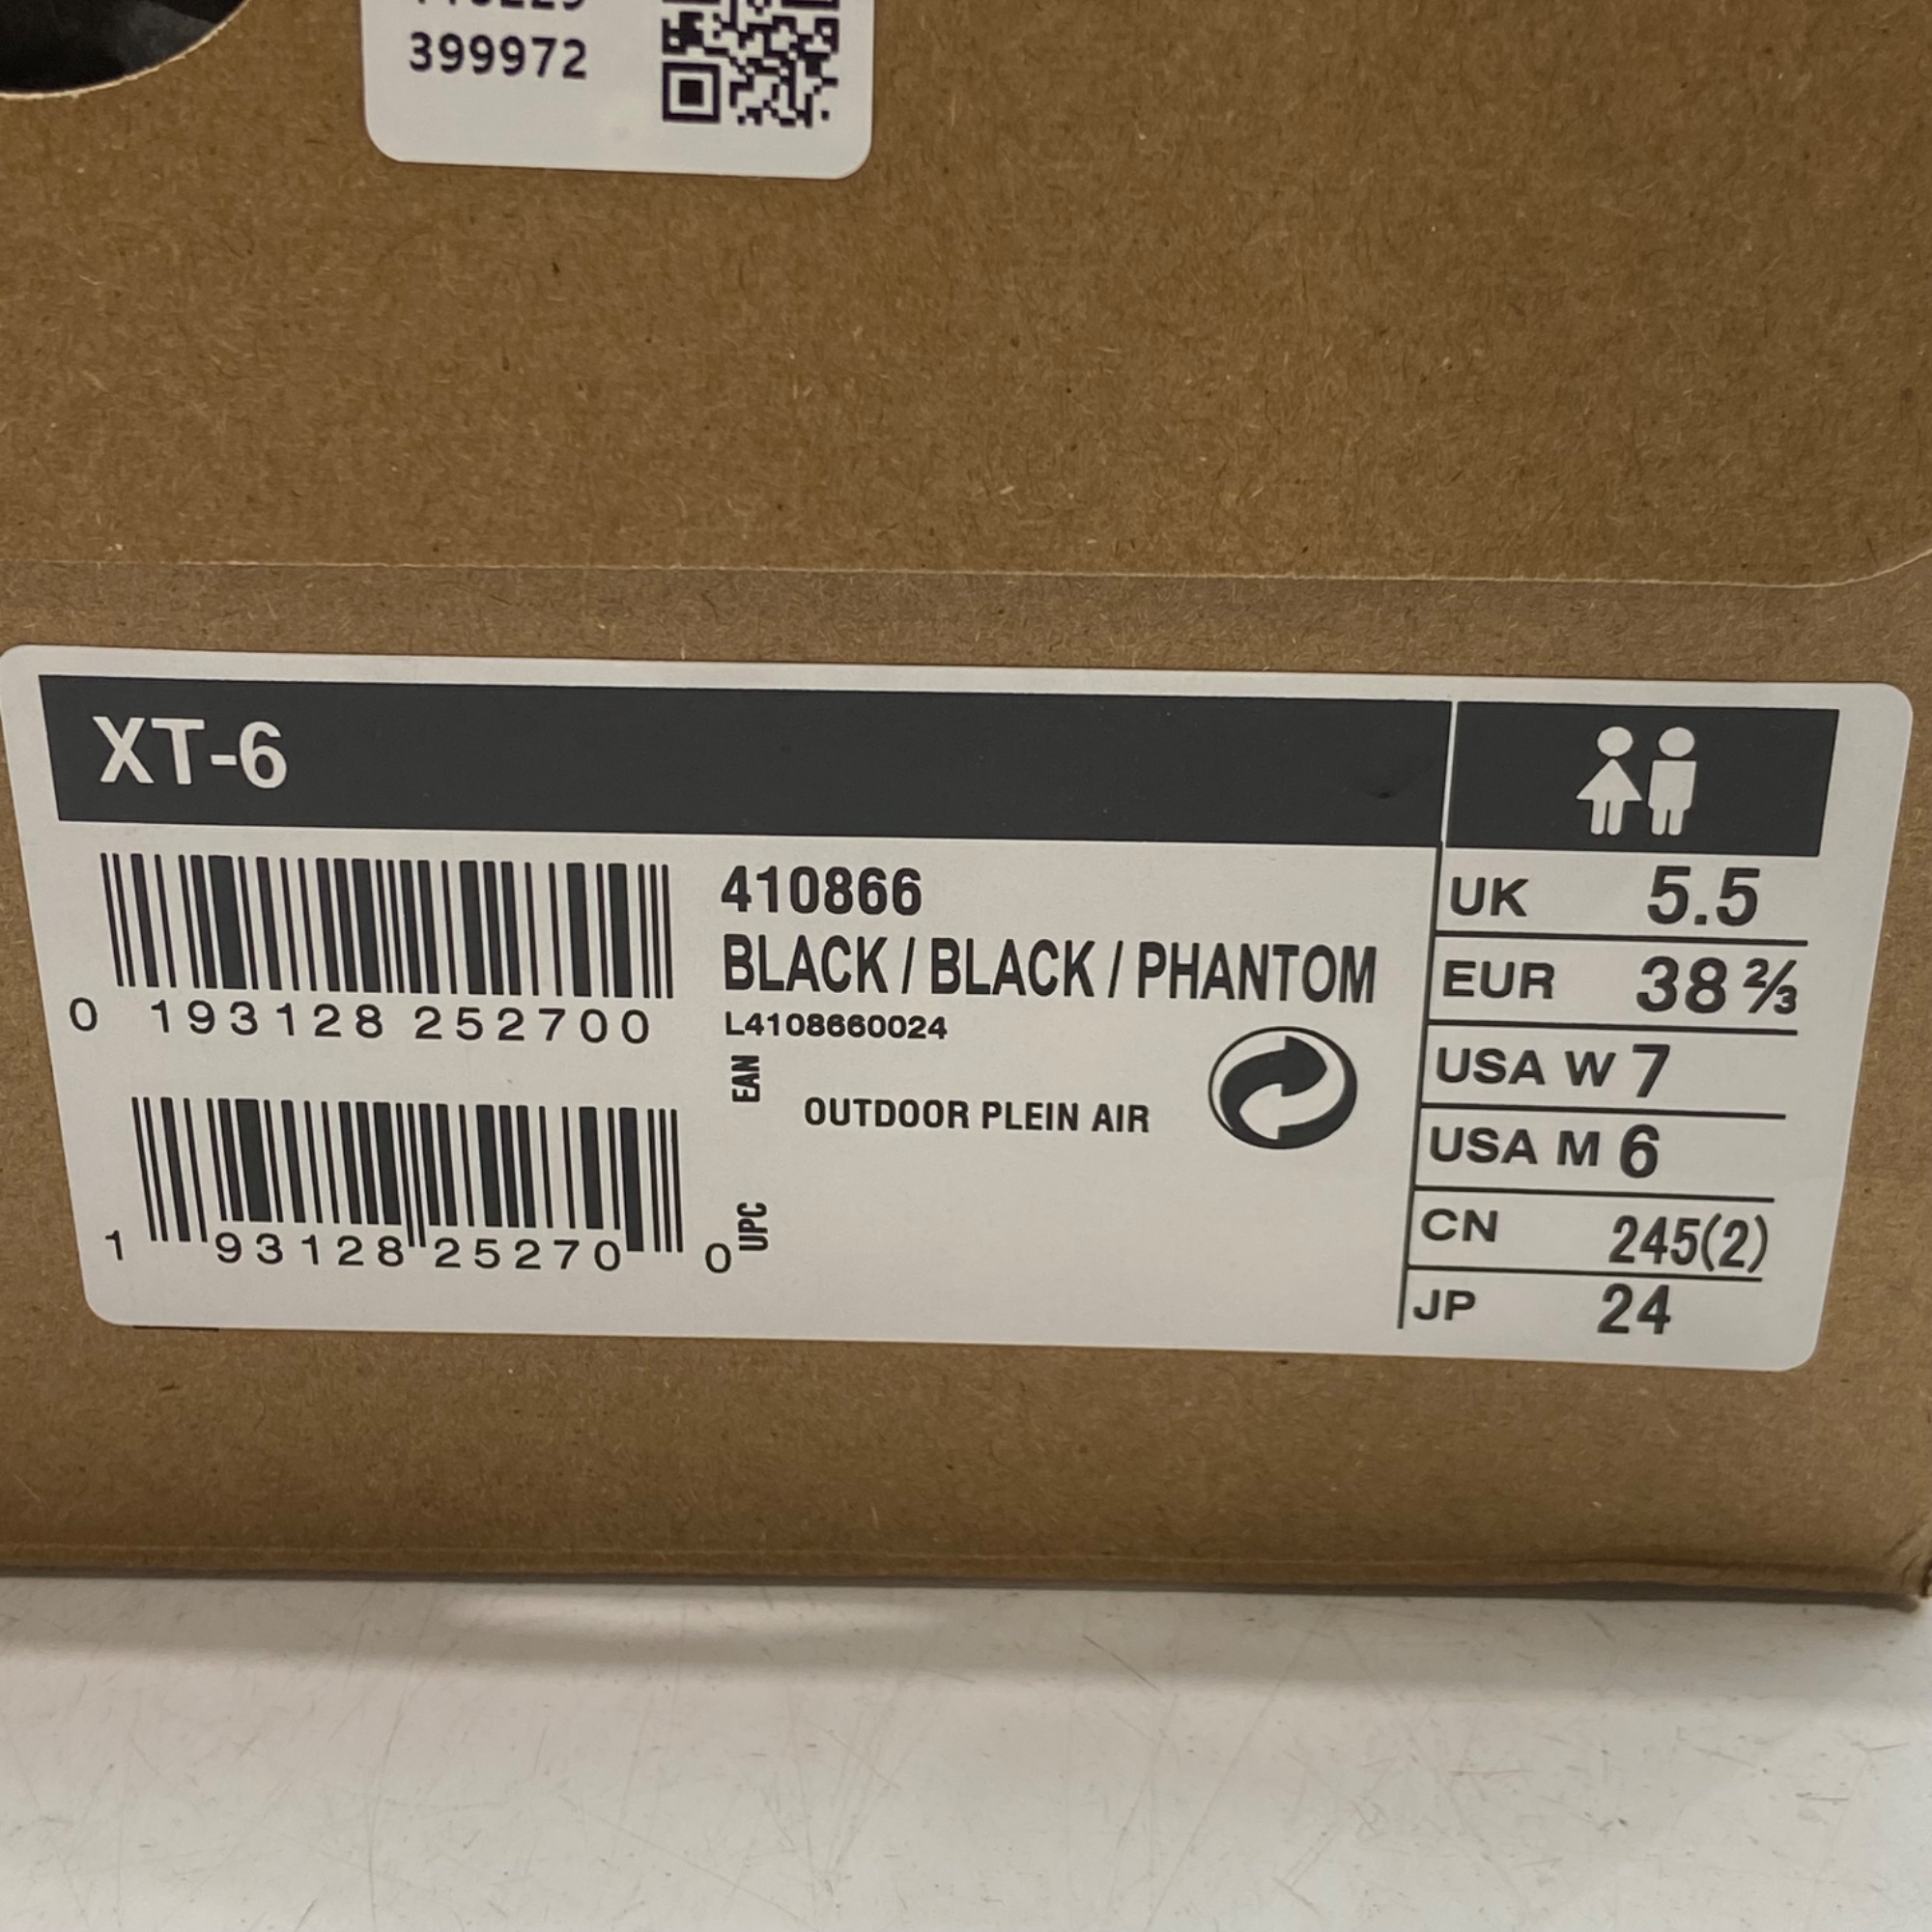 399972
XT-6
410866
BLACK / BLACK / PHANTOM
L4108660024
0 193128 252700
EAN
OUTDOOR PLEIN AIR
1 93128 25270 0
UPC
UK 5.5
EUR 38 ⅔
USA W 7
USA M 6
CN 245(2)
JP 24